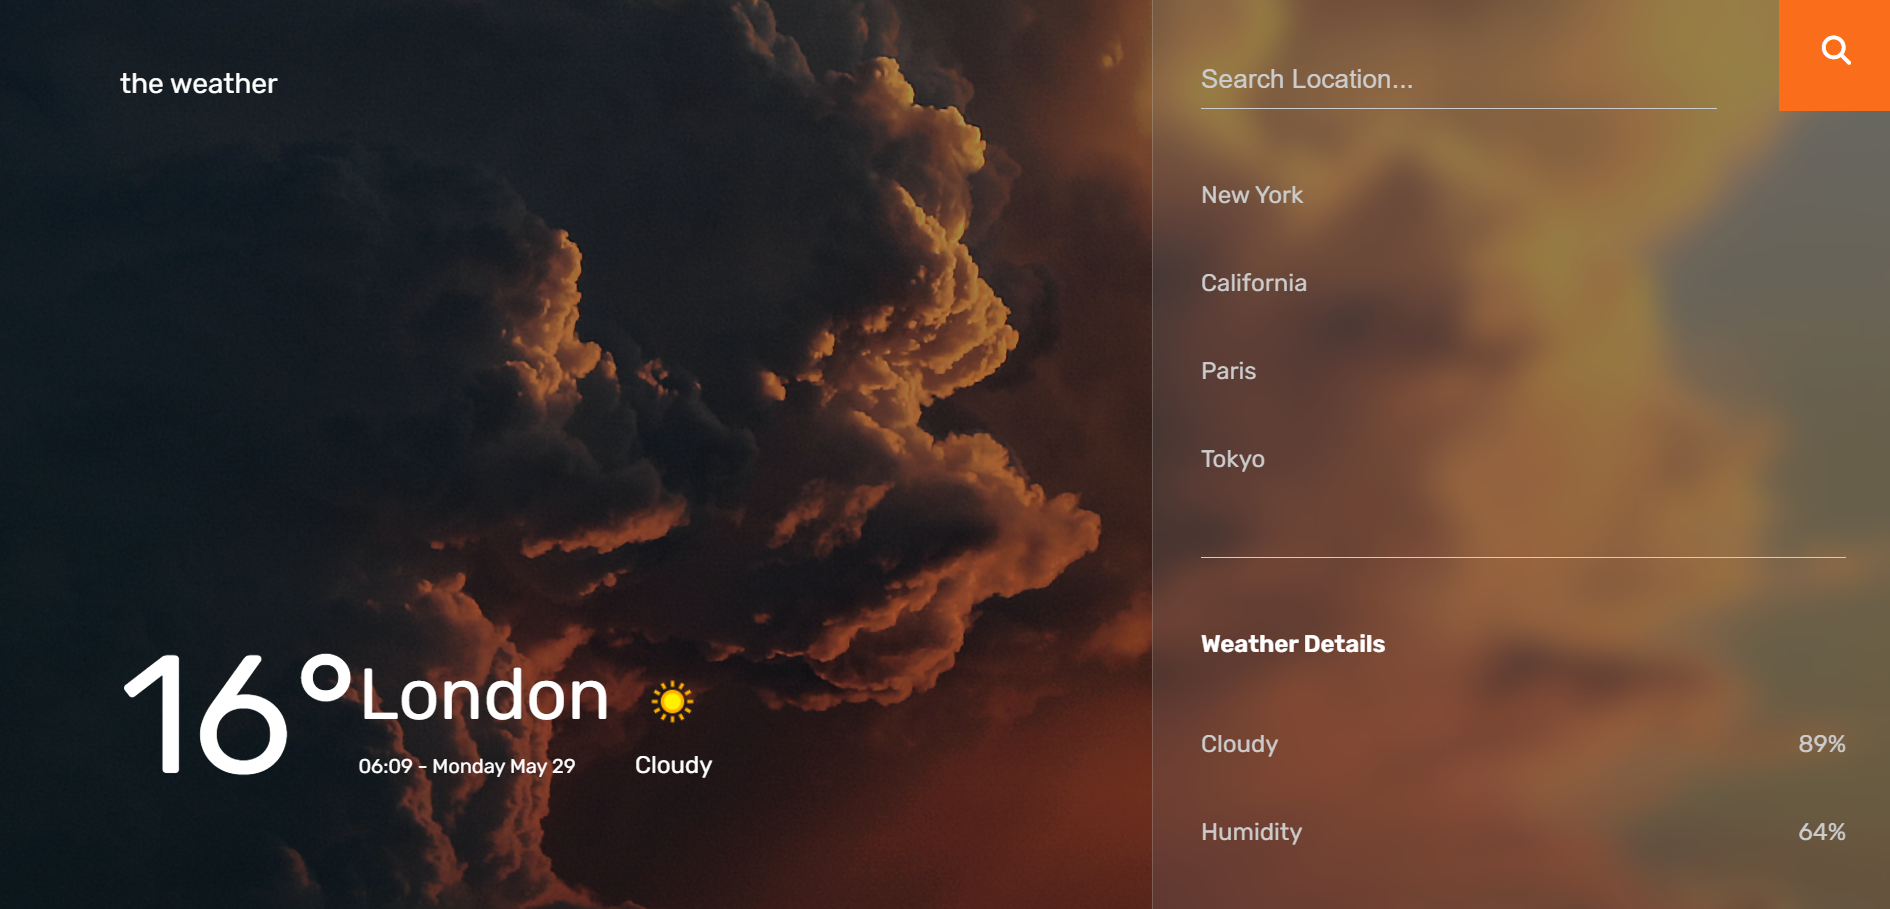 the weather
16°
London
06:09 - Monday May 29
Cloudy
Search Location...
New York
California
Paris
Tokyo
Weather Details
Cloudy 89%
Humidity 64%